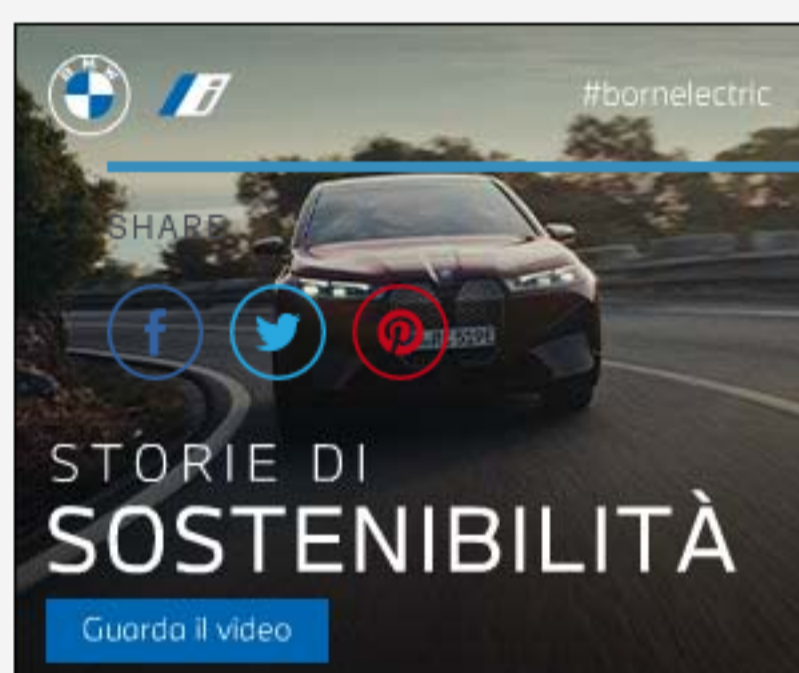 BMW i #bornelectric
SHARE
STORIE DI
SOSTENIBILITÀ
Guarda il video